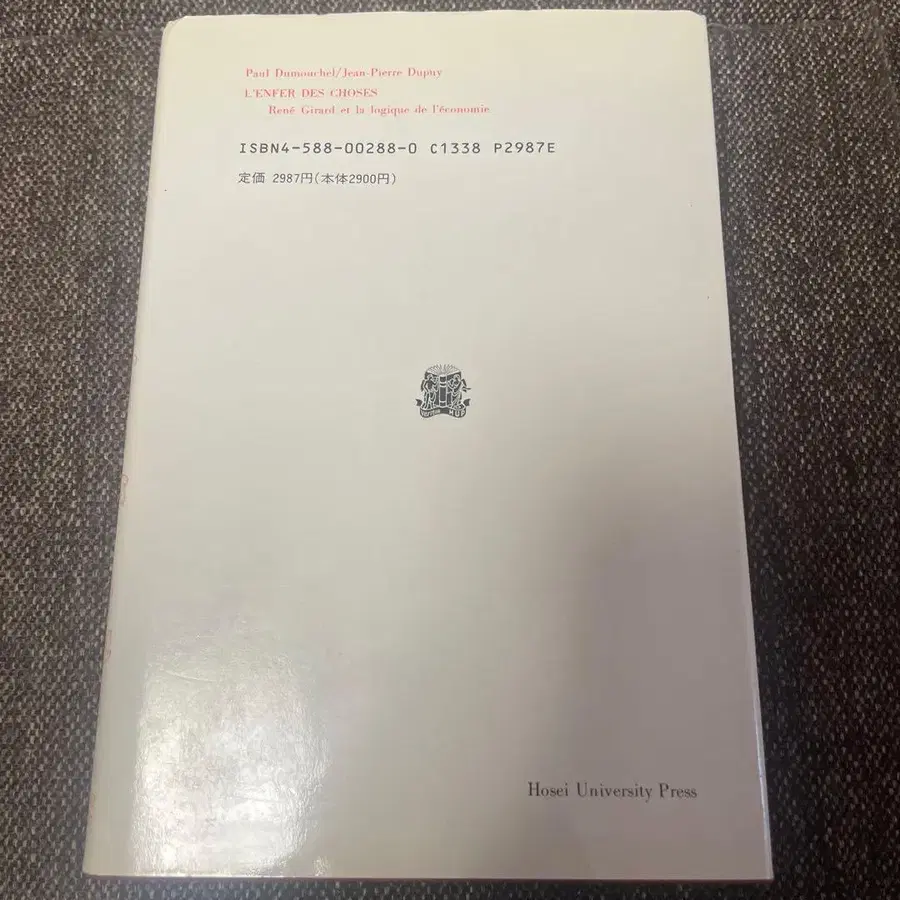 Paul Dumouchel/Jean-Pierre Dupuy
L'ENFER DES CHOSES
René Girard et la logique de l'économie
ISBN4-588-00288-0 C1338 P2987E
定価 2987円(本体2900円)
HUP
Hosei University Press